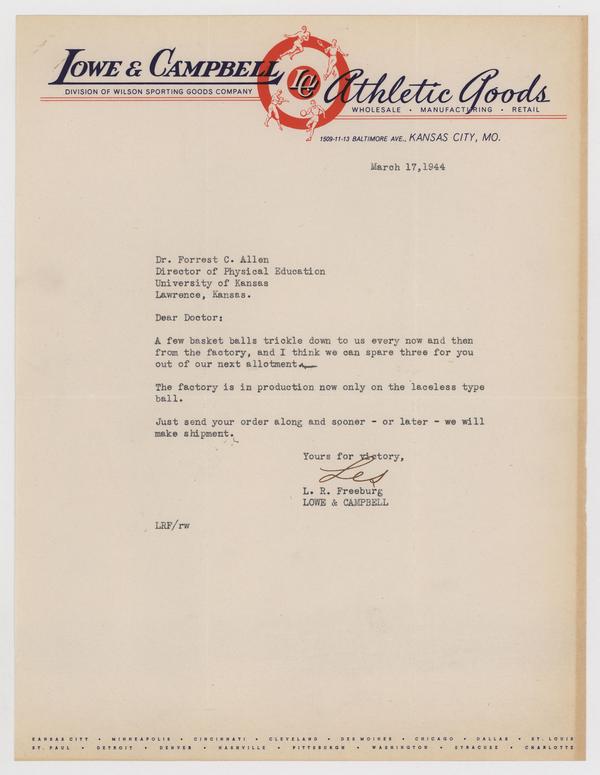 LOWE & CAMPBELL LC Athletic Goods
DIVISION OF WILSON SPORTING GOODS COMPANY
WHOLESALE • MANUFACTURING • RETAIL
1509-11-13 BALTIMORE AVE., KANSAS CITY, MO.
March 17,1944
Dr. Forrest C. Allen
Director of Physical Education
University of Kansas
Lawrence, Kansas.
Dear Doctor:
A few basket balls trickle down to us every now and then
from the factory, and I think we can spare three for you
out of our next allotment.
The factory is in production now only on the laceless type
ball.
Just send your order along and sooner - or later - we will
make shipment.
Yours for victory,
Les
L. R. Freeburg
LOWE & CAMPBELL
LRF/rw
KANSAS CITY • MINNEAPOLIS • CINCINNATI • CLEVELAND • DES MOINES • CHICAGO • DALLAS • ST. LOUIS
ST. PAUL • DETROIT • DENVER • NASHVILLE • PITTSBURGH • WASHINGTON • SYRACUSE • CHARLOTTE